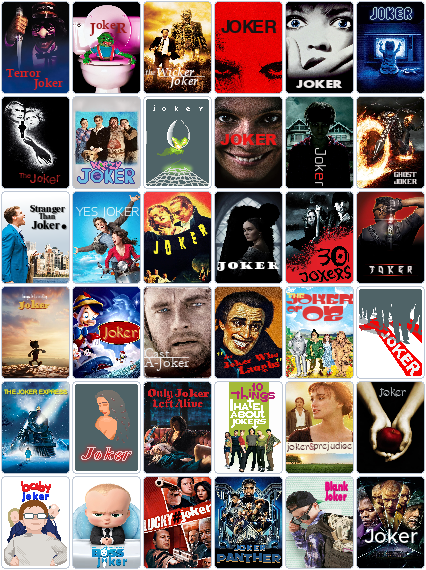 Terror
Joker
JOKER
the Wicker
Joker
JOKER
JOKER
JOKER
The Joker
JOKER
joker
JOKER
Joker
GHOST
JOKER
Stranger
Than
Joker
YES JOKER
JOKER
JOKER
30
JOKERS
JOKER
Joker
Joker
Cast
A-Joker
The
Joker Who
Laughs
THE JOKER
OF OZ
JOKER
THE JOKER EXPRESS
Joker
Only Joker
Left Alive
10
Things
I HATE
ABOUT
JOKERS
joker&prejudice
Joker
baby
joker
BOSS
joker
LUCKY # joker
JOKER
PANTHER
Blank
Joker
Joker